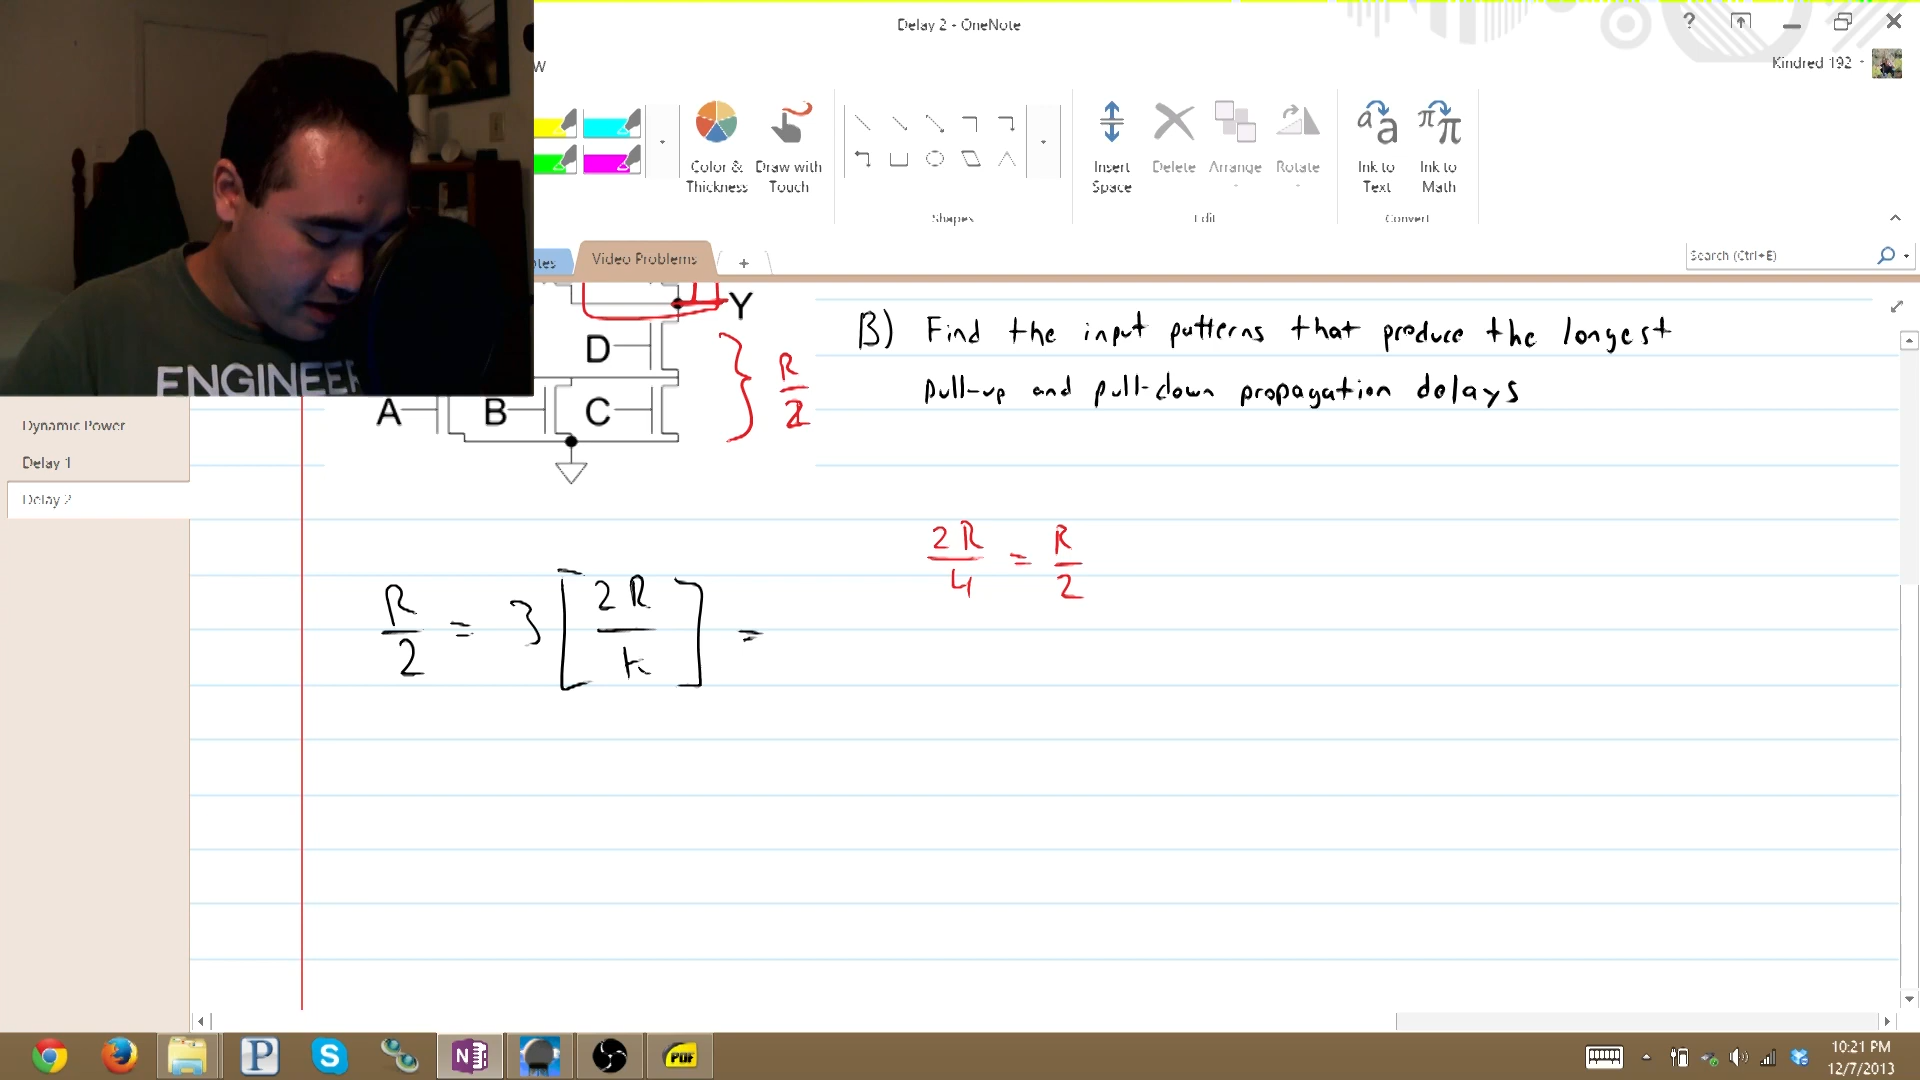 Delay 2 - OneNote
?
W
Kindred 192
Color & Thickness
Draw with Touch
Insert Space
Delete
Arrange
Rotate
Ink to Text
Ink to Math
Shapes
Edit
Convert
Video Problems
+
Search (Ctrl+E)
ENGINEER
Y
D
A
B
C
R/2
B) Find the input patterns that produce the longest
pull-up and pull-down propagation delays
Dynamic Power
Delay 1
Delay 2
2R/4 = R/2
R/2 = 3 [2R/k] =
PDF
10:21 PM
12/7/2013